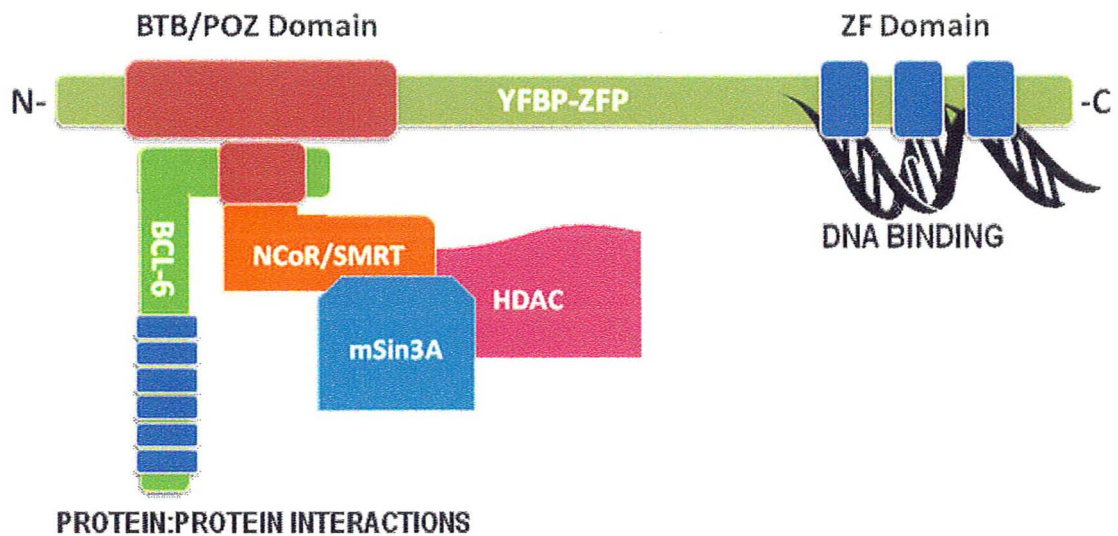 BTB/POZ Domain
ZF Domain
N-
YFBP-ZFP
-C
BCL-6
NCoR/SMRT
HDAC
mSin3A
DNA BINDING
PROTEIN:PROTEIN INTERACTIONS